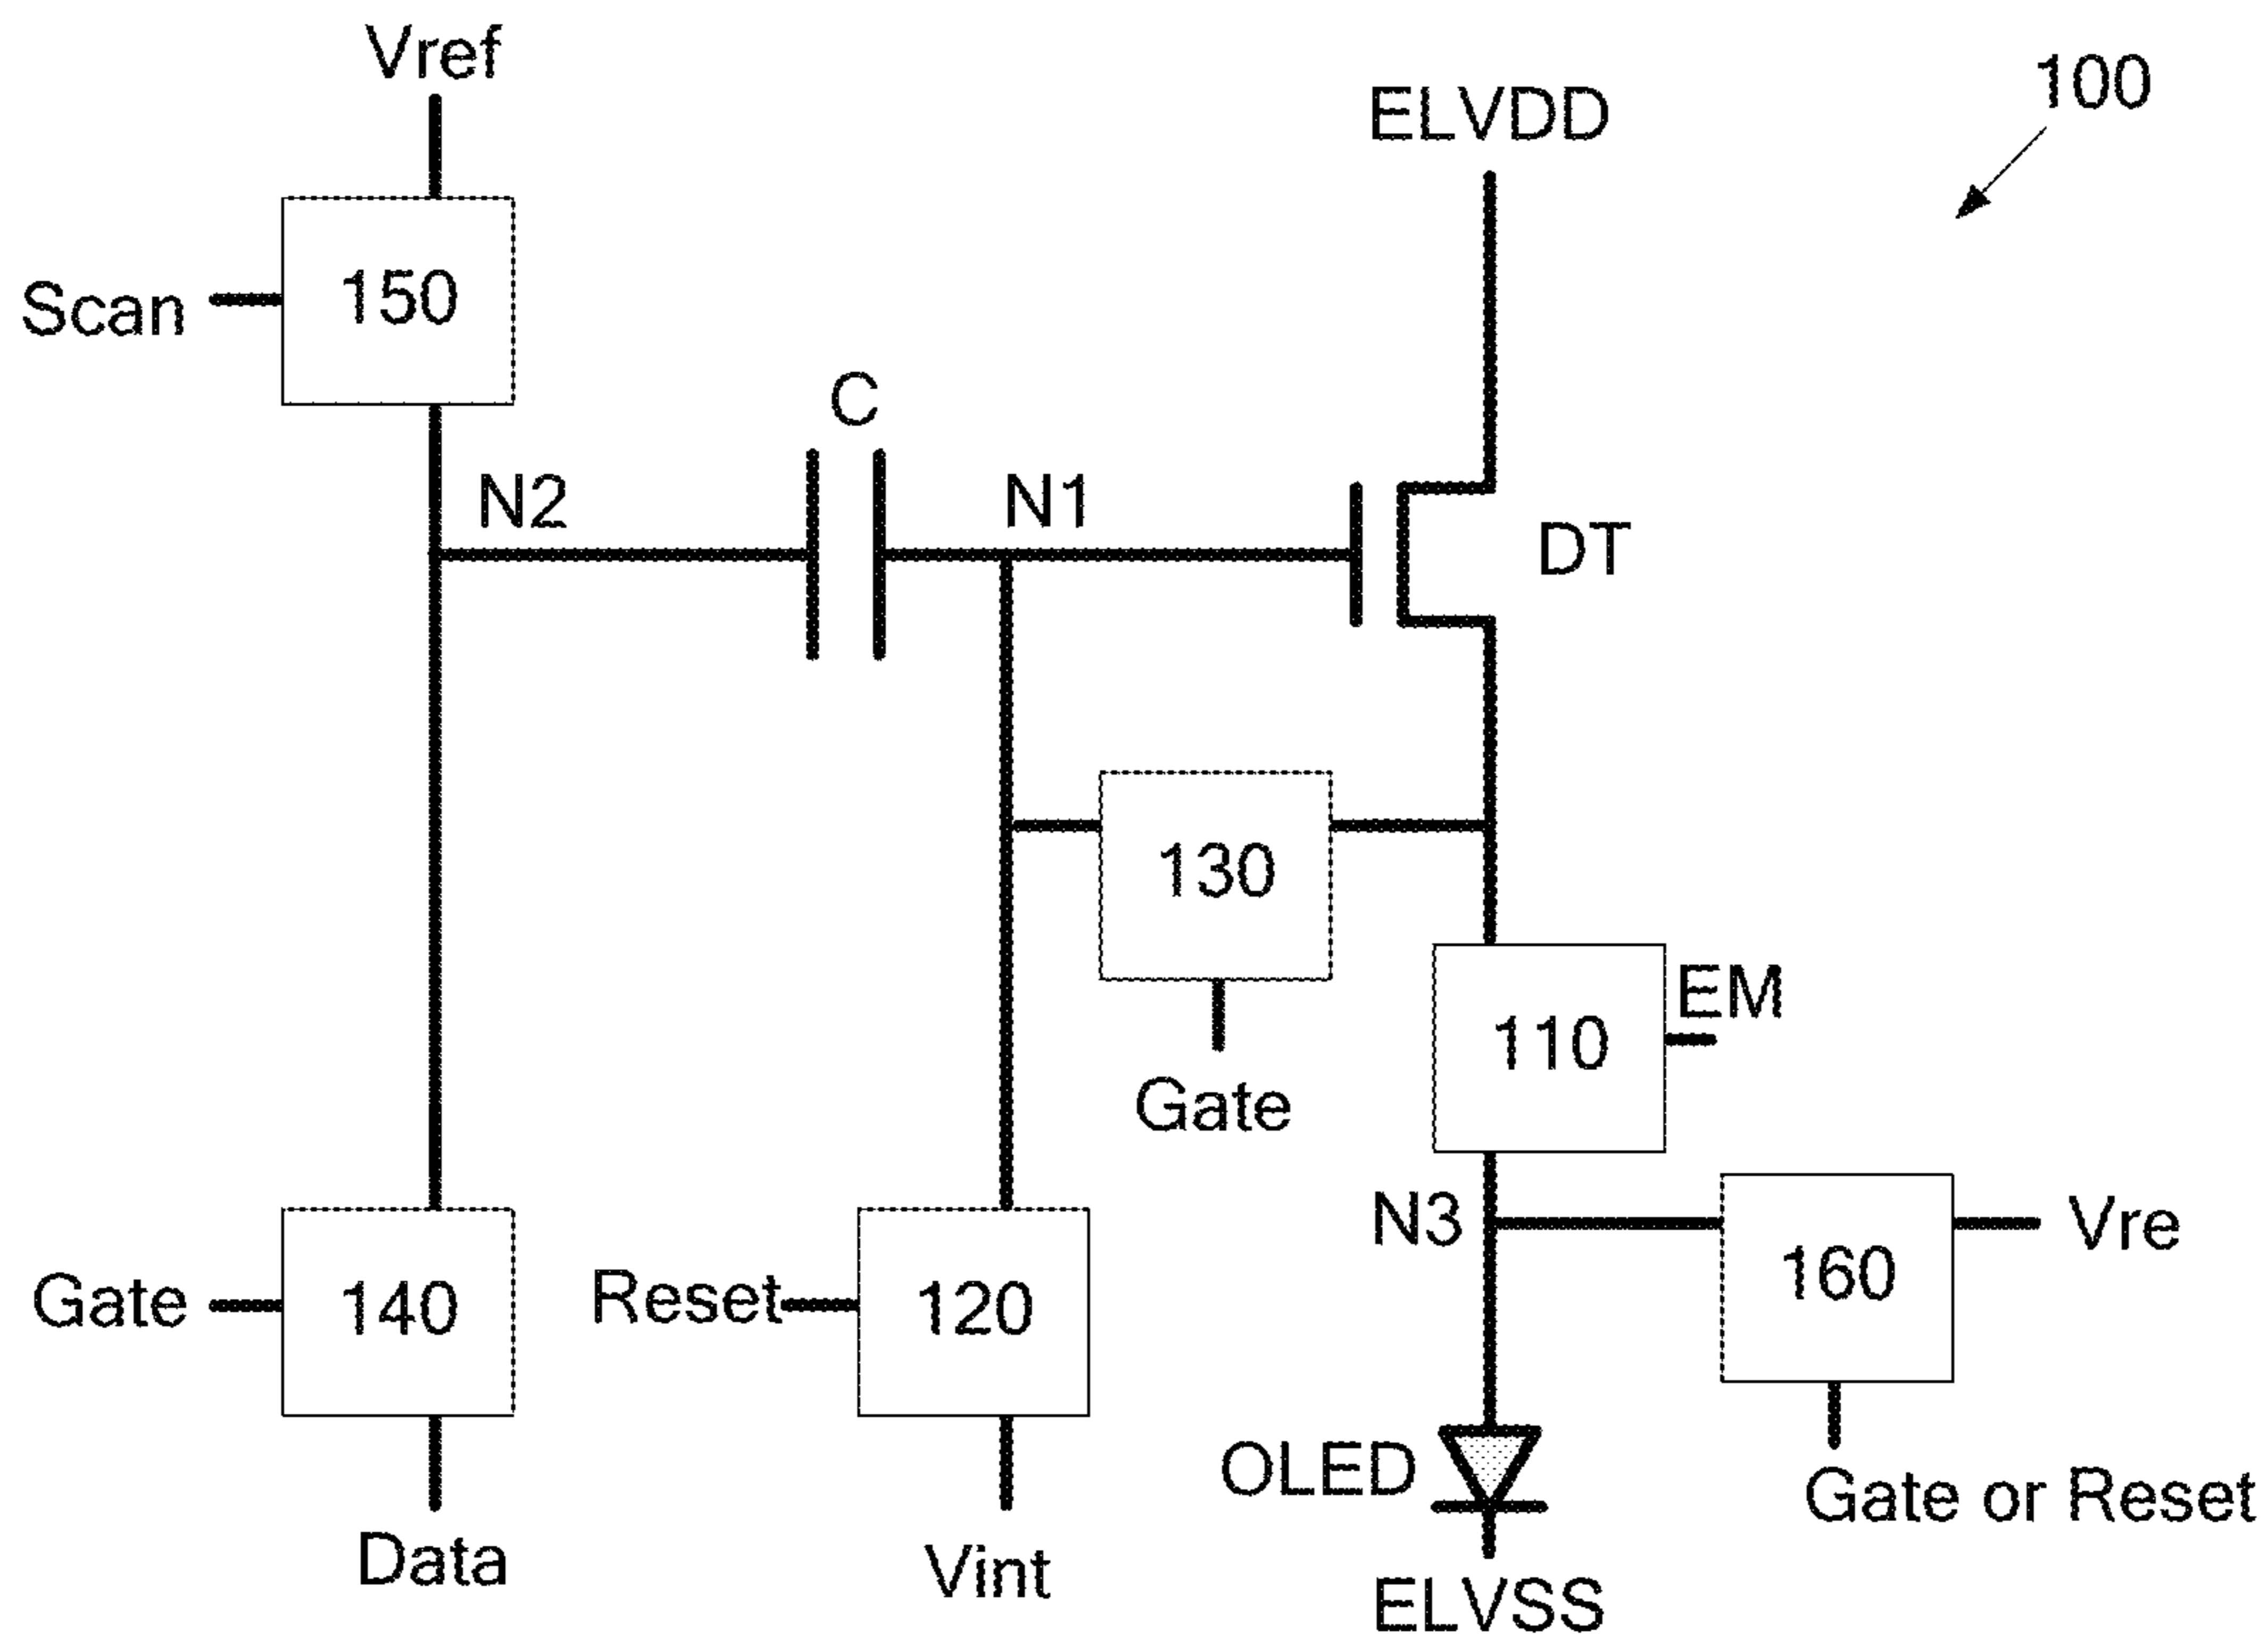 Vref
ELVDD
100
150
Scan
C
N2
N1
DT
130
EM
110
Gate
N3
Vre
160
Gate
140
Reset
120
OLED
Gate or Reset
Data
Vint
ELVSS